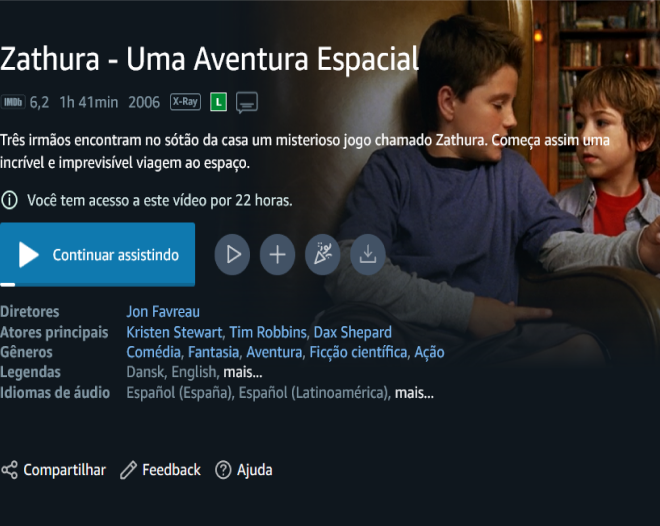 Zathura - Uma Aventura Espacial
IMDb 6,2 1h 41min 2006 X-Ray L
Três irmãos encontram no sótão da casa um misterioso jogo chamado Zathura. Começa assim uma
incrível e imprevisível viagem ao espaço.
Você tem acesso a este vídeo por 22 horas.
Continuar assistindo
Diretores Jon Favreau
Atores principais Kristen Stewart, Tim Robbins, Dax Shepard
Gêneros Comédia, Fantasia, Aventura, Ficção científica, Ação
Legendas Dansk, English, mais...
Idiomas de áudio Español (España), Español (Latinoamérica), mais...
Compartilhar Feedback Ajuda